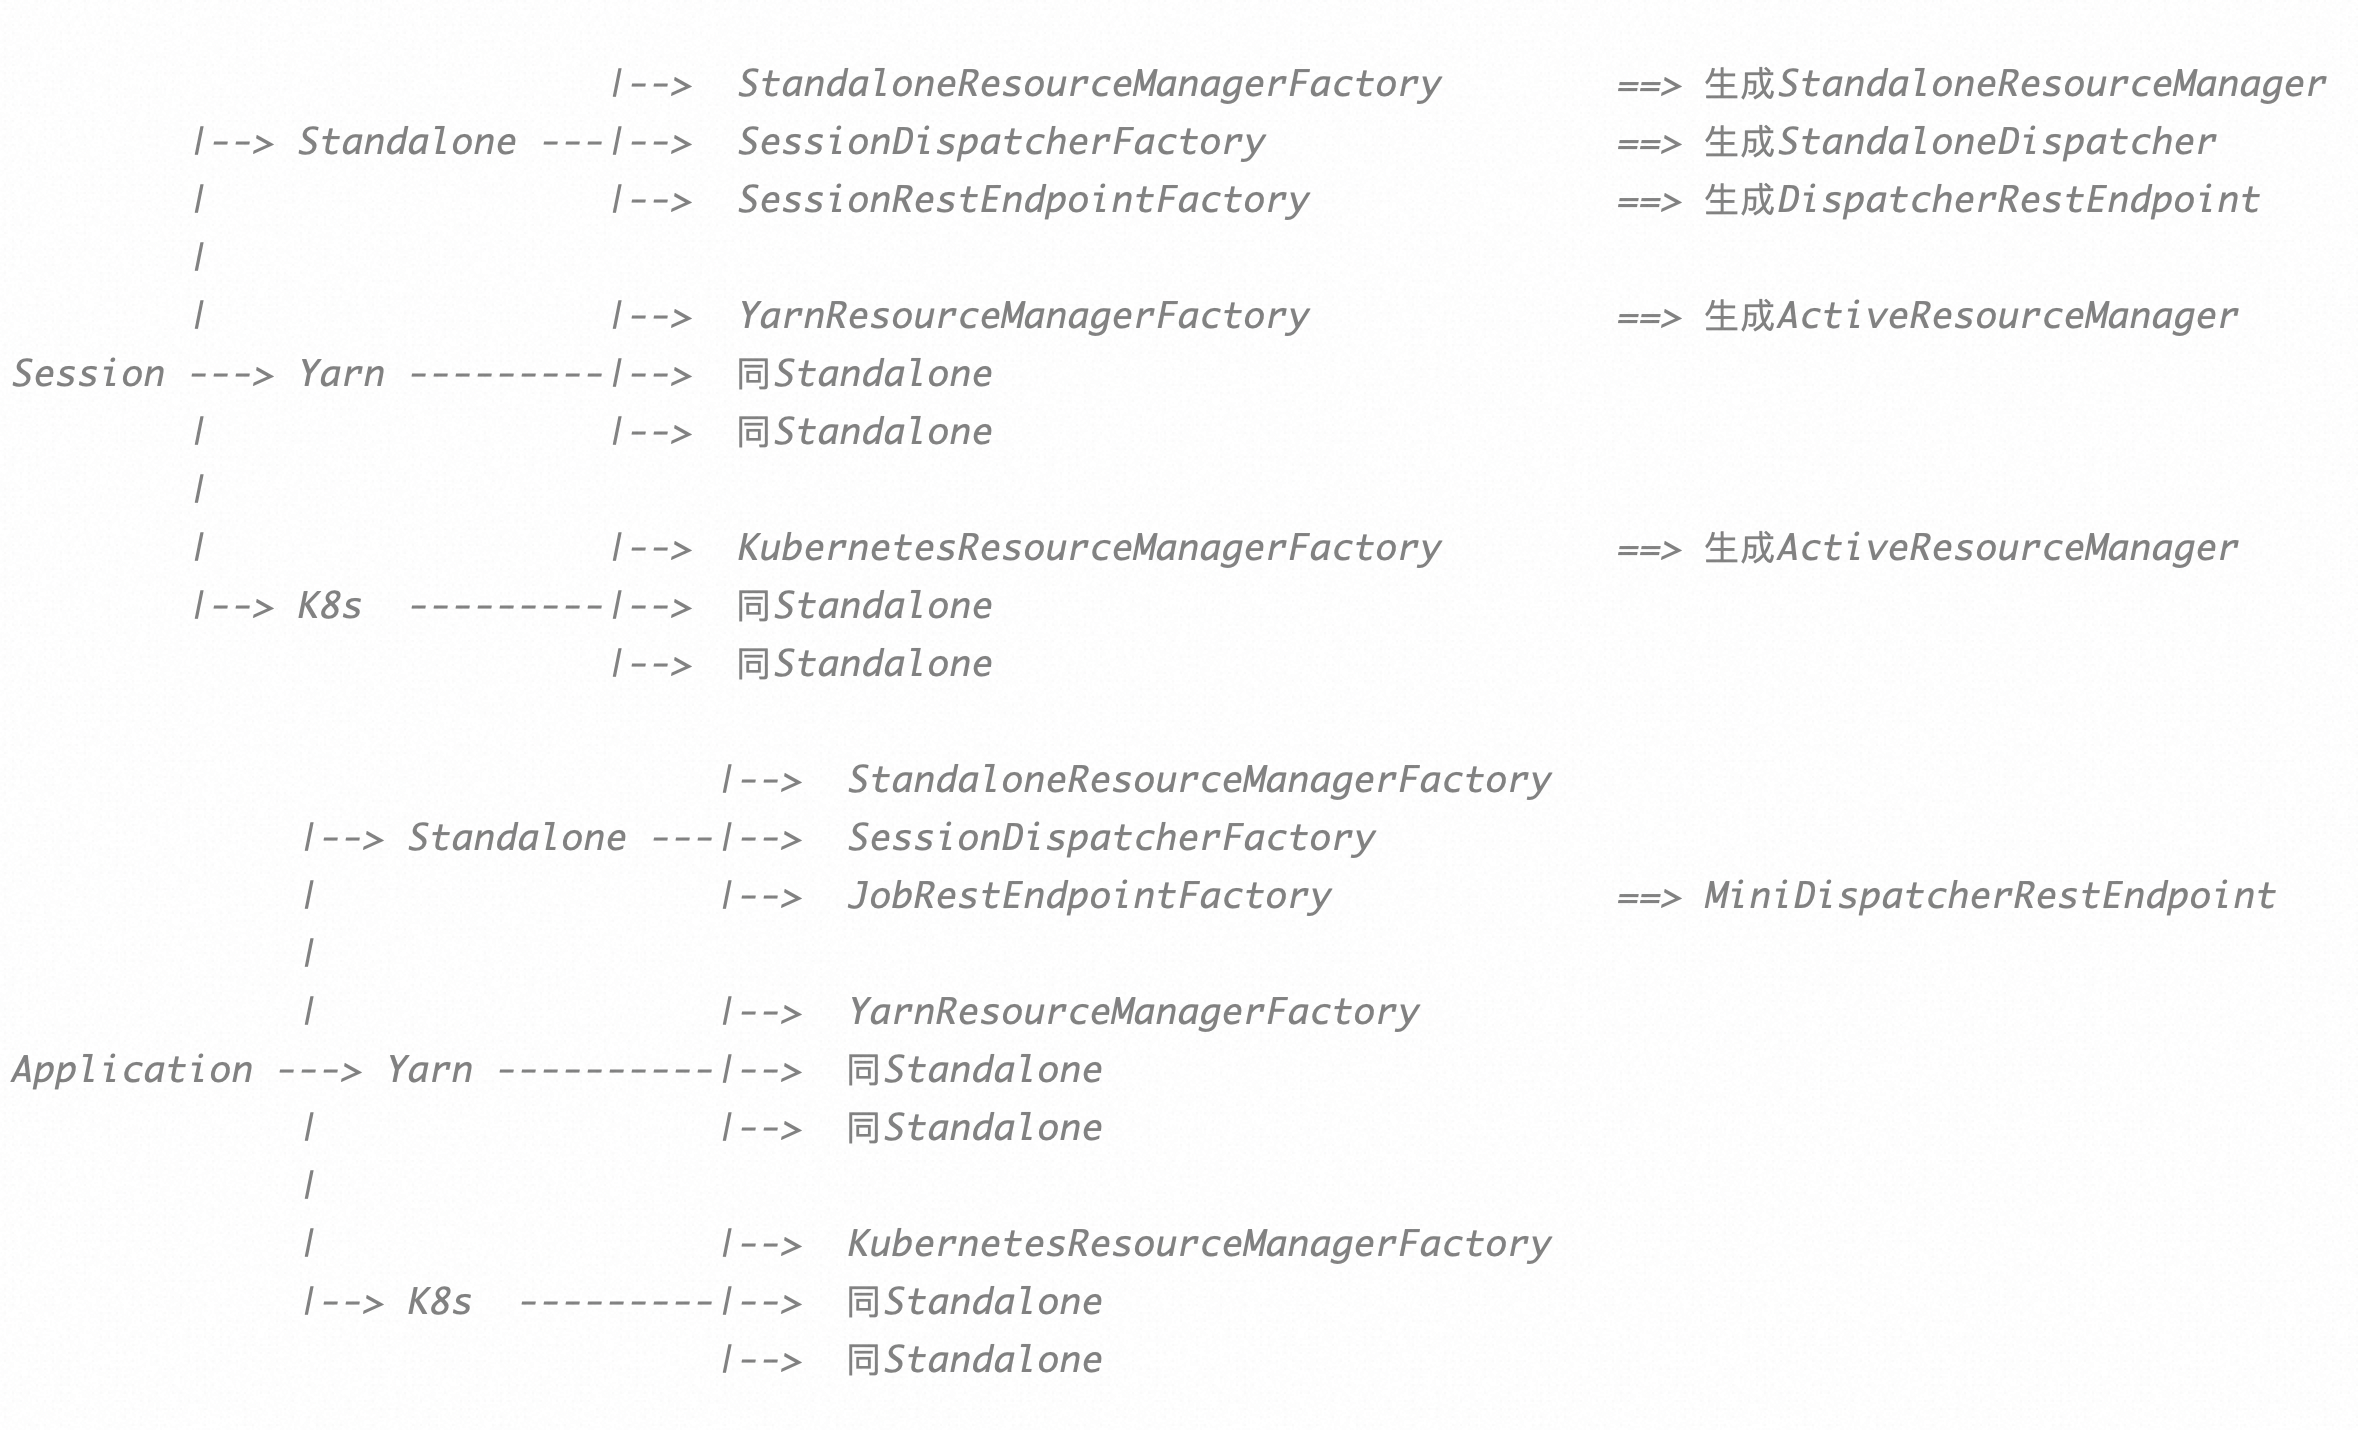 |-->  StandaloneResourceManagerFactory        ==> 生成StandaloneResourceManager
        |--> Standalone ---|-->  SessionDispatcherFactory                ==> 生成StandaloneDispatcher
        |                  |-->  SessionRestEndpointFactory              ==> 生成DispatcherRestEndpoint
        |
        |                  |-->  YarnResourceManagerFactory              ==> 生成ActiveResourceManager
Session ---> Yarn ---------|-->  同Standalone
        |                  |-->  同Standalone
        |
        |                  |-->  KubernetesResourceManagerFactory        ==> 生成ActiveResourceManager
        |--> K8s  ---------|-->  同Standalone
                           |-->  同Standalone

                                |-->  StandaloneResourceManagerFactory
             |--> Standalone ---|-->  SessionDispatcherFactory
             |                  |-->  JobRestEndpointFactory             ==> MiniDispatcherRestEndpoint
             |
             |                  |-->  YarnResourceManagerFactory
Application ---> Yarn ----------|-->  同Standalone
             |                  |-->  同Standalone
             |
             |                  |-->  KubernetesResourceManagerFactory
             |--> K8s  ---------|-->  同Standalone
                                |-->  同Standalone